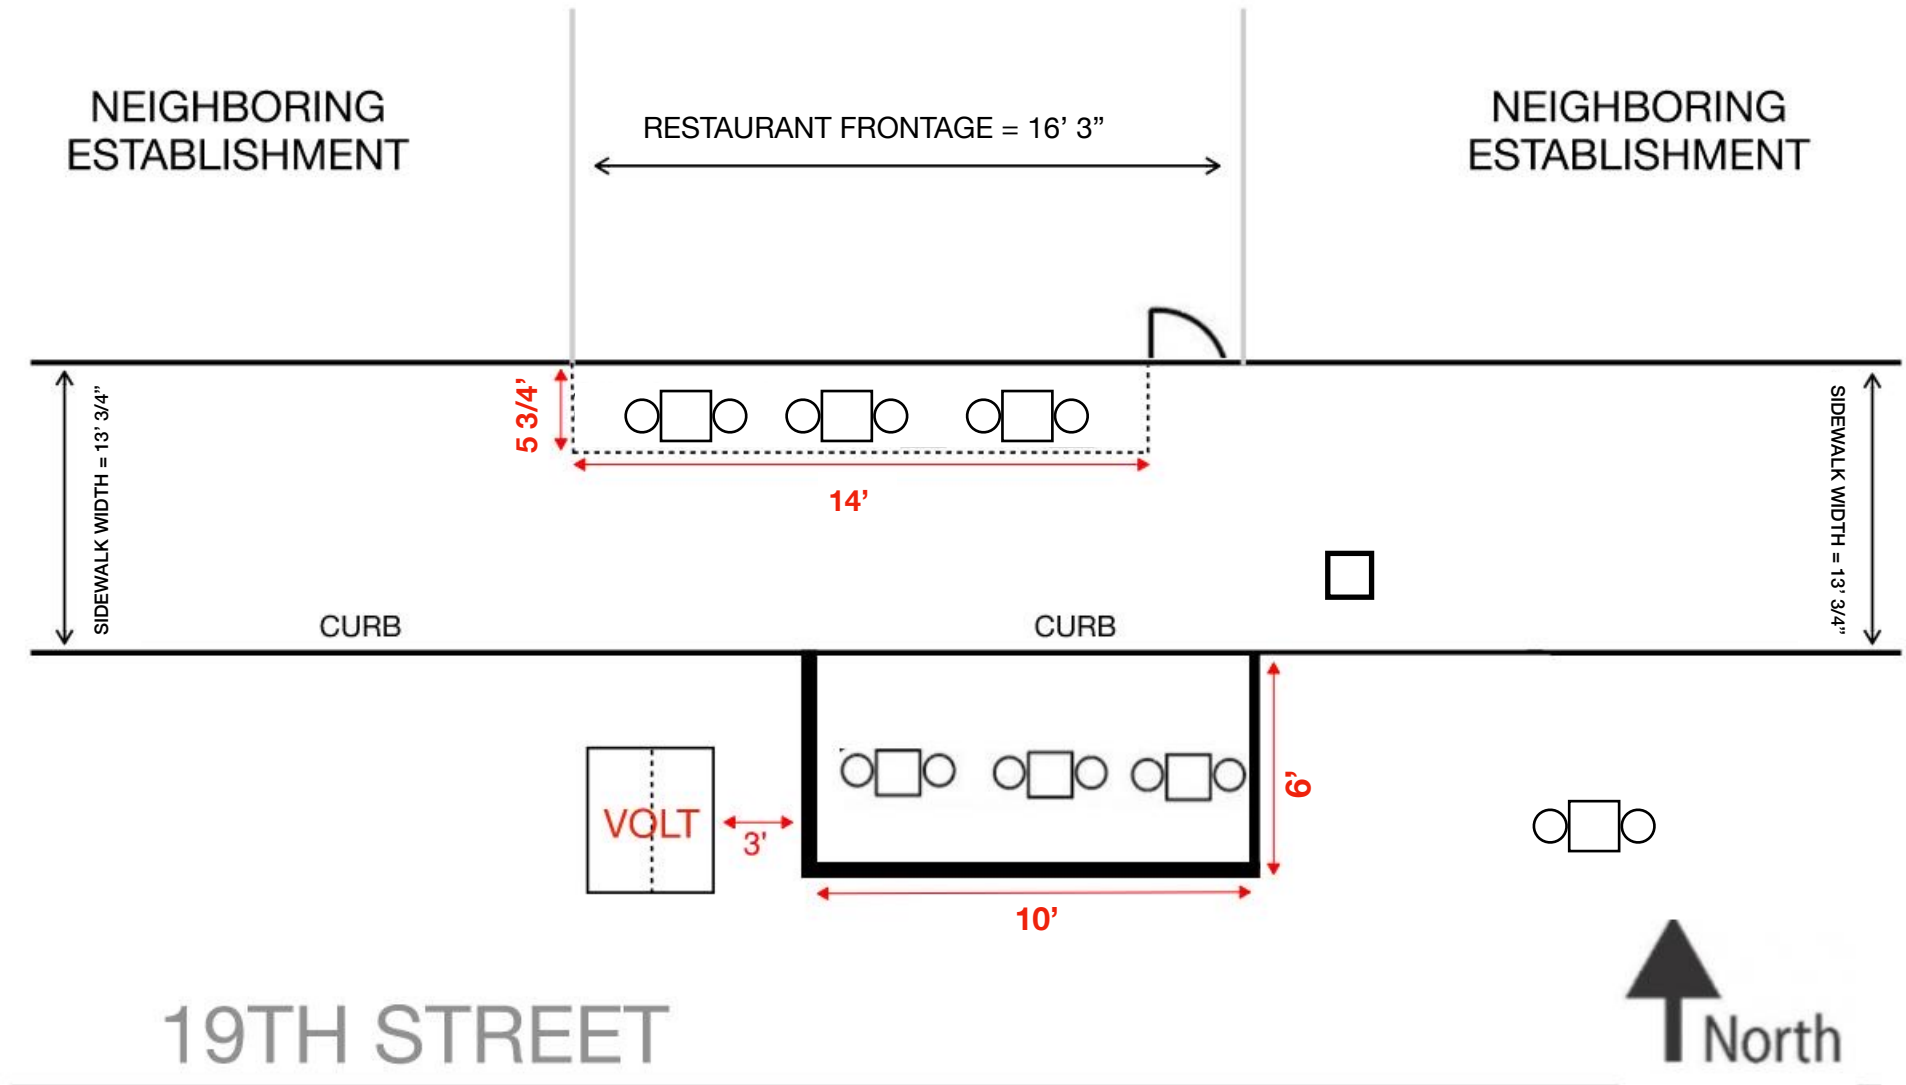 NEIGHBORING
ESTABLISHMENT
RESTAURANT FRONTAGE = 16’ 3”
NEIGHBORING
ESTABLISHMENT
SIDEWALK WIDTH = 13’ 3/4”
5 3/4’
14’
SIDEWALK WIDTH = 13’ 3/4”
CURB
CURB
VOLT
3'
6’
10’
19TH STREET
North